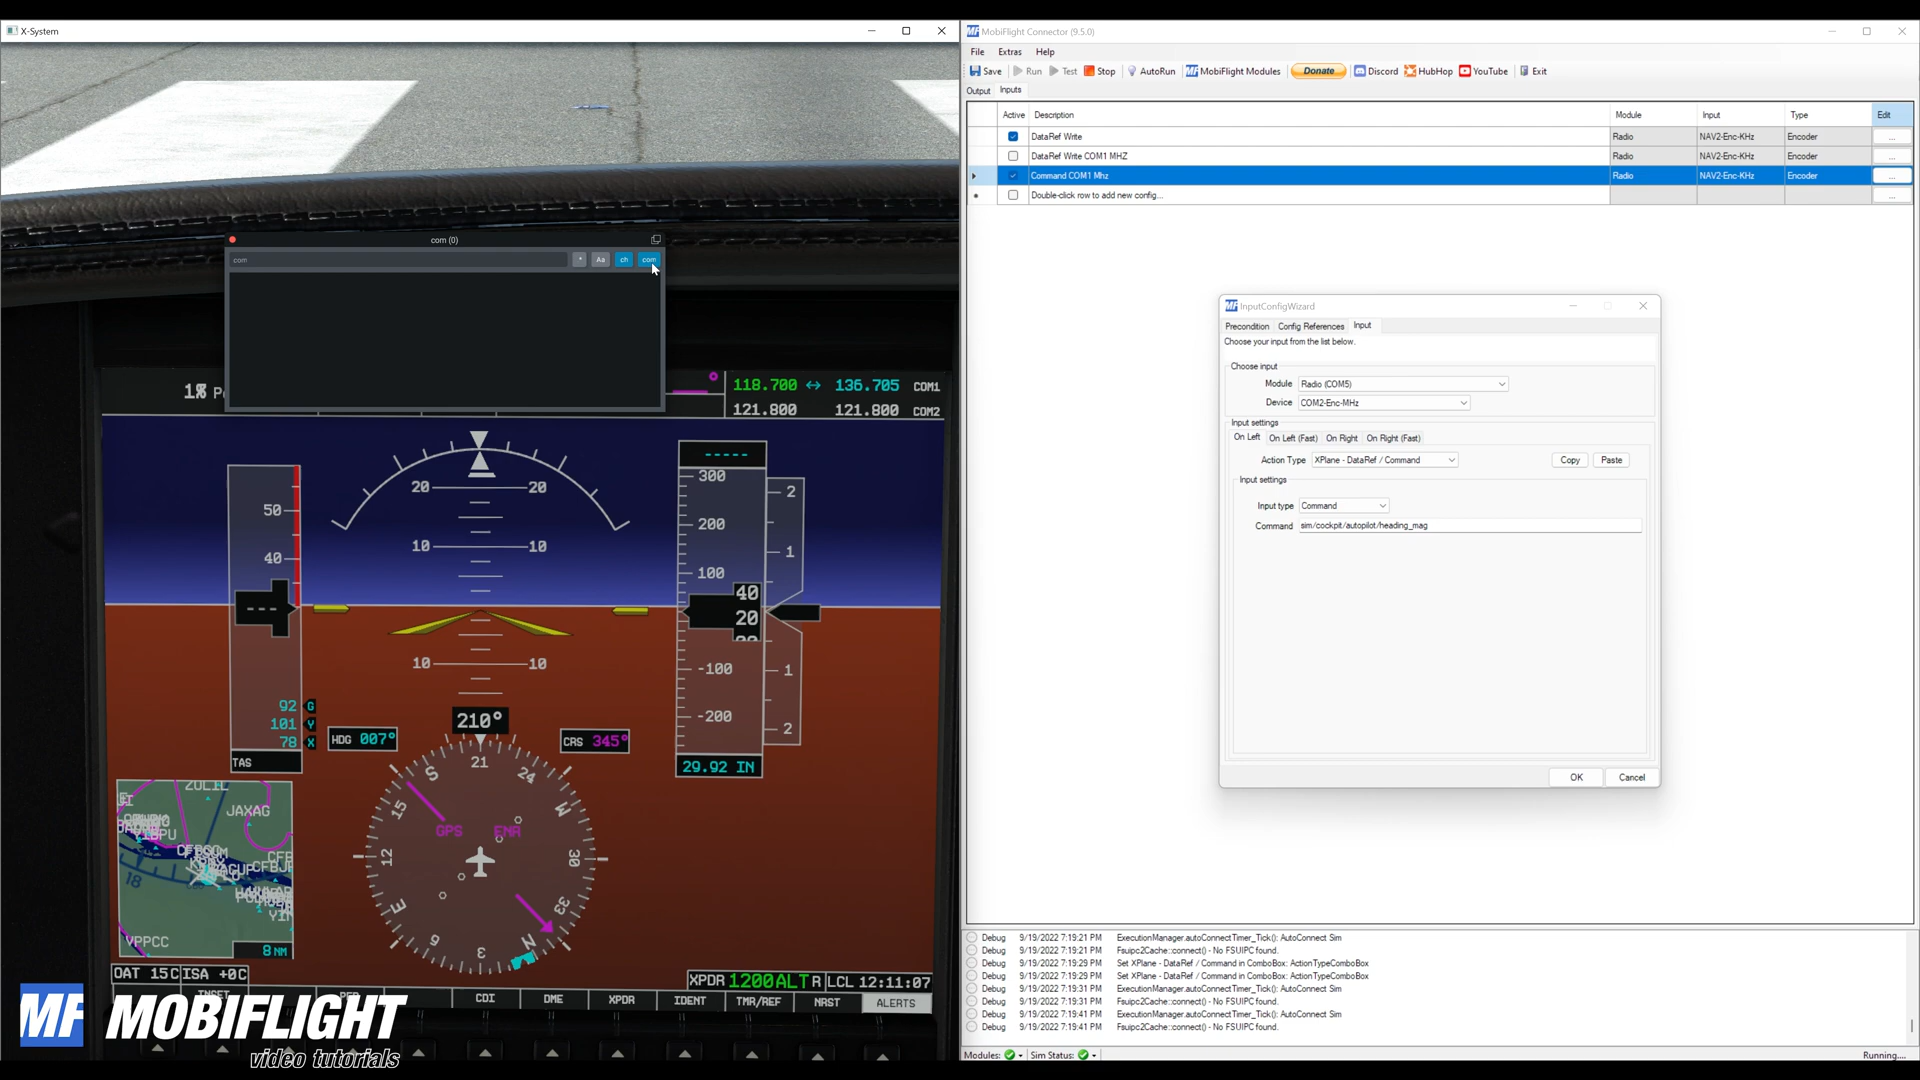 X-System
com (0)
com
* Aa ch com
1%
118.700 ↔ 136.705 COM1
121.800 121.800 COM2
-----
20 20
10 10
10 10
50
40
---
300
200
100
40
20
-100
-200
2
1
1
2
92 G
101 Y
78 X
TAS
HDG 007°
210°
CRS 345°
29.92 IN
21
24
W
30
33
N
3
6
E
12
15
S
GPS ENR
JAXAG
18
VPPCC
8NM
OAT 15C ISA +0C
XPDR 1200 ALT R LCL 12:11:07
INSET CDI DME XPDR IDENT TMR/REF NRST ALERTS
MF MOBIFLIGHT
video tutorials
MF MobiFlight Connector (9.5.0)
File Extras Help
Save Run Test Stop AutoRun MF MobiFlight Modules Donate Discord HubHop YouTube Exit
Output Inputs
Active Description Module Input Type Edit
DataRef Write Radio NAV2-Enc-KHz Encoder ...
DataRef Write COM1 MHZ Radio NAV2-Enc-KHz Encoder ...
Command COM1 Mhz Radio NAV2-Enc-KHz Encoder ...
Double-click row to add new config... ...
MF InputConfigWizard
Precondition Config References Input
Choose your input from the list below.
Choose input
Module Radio (COM5)
Device COM2-Enc-MHz
Input settings
On Left On Left (Fast) On Right On Right (Fast)
Action Type XPlane - DataRef / Command Copy Paste
Input settings
Input type Command
Command sim/cockpit/autopilot/heading_mag
OK Cancel
Debug 9/19/2022 7:19:21 PM ExecutionManager.autoConnectTimer_Tick(): AutoConnect Sim
Debug 9/19/2022 7:19:21 PM Fsuipc2Cache::connect() - No FSUIPC found.
Debug 9/19/2022 7:19:29 PM Set XPlane - DataRef / Command in ComboBox: ActionTypeComboBox
Debug 9/19/2022 7:19:29 PM Set XPlane - DataRef / Command in ComboBox: ActionTypeComboBox
Debug 9/19/2022 7:19:31 PM ExecutionManager.autoConnectTimer_Tick(): AutoConnect Sim
Debug 9/19/2022 7:19:31 PM Fsuipc2Cache::connect() - No FSUIPC found.
Debug 9/19/2022 7:19:41 PM ExecutionManager.autoConnectTimer_Tick(): AutoConnect Sim
Debug 9/19/2022 7:19:41 PM Fsuipc2Cache::connect() - No FSUIPC found.
Modules: Sim Status: Running....